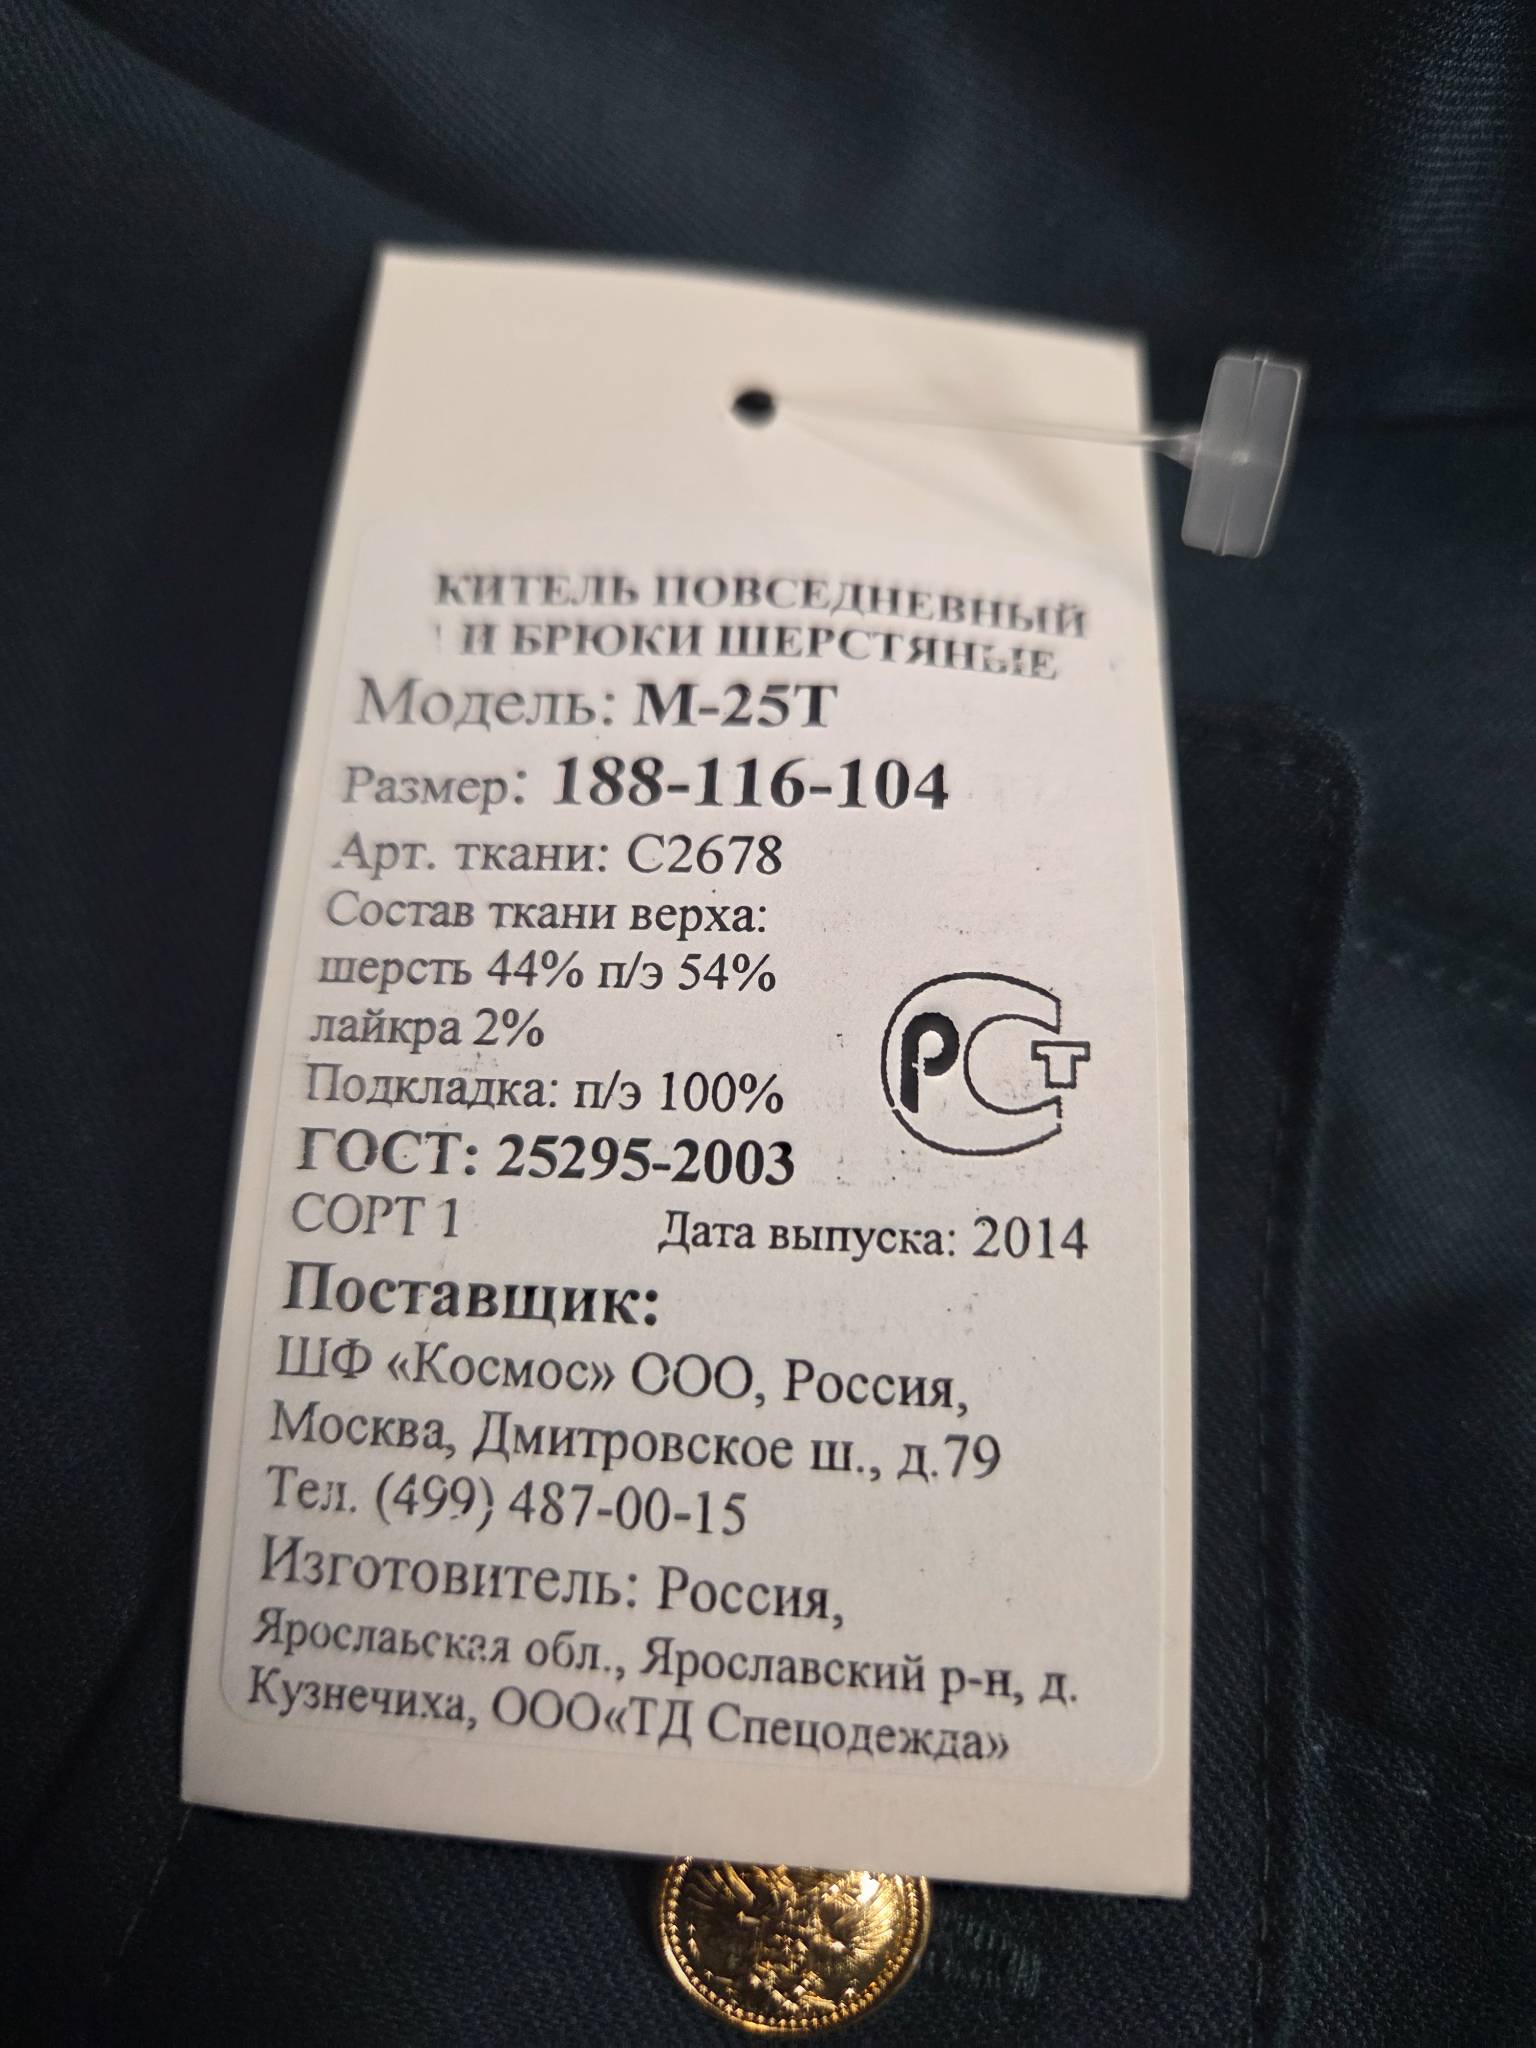 КИТЕЛЬ ПОВСЕДНЕВНЫЙ
И БРЮКИ ШЕРСТЯНЫЕ
Модель: М-25Т
Размер: 188-116-104
Арт. ткани: С2678
Состав ткани верха:
шерсть 44% п/э 54%
лайкра 2%
Подкладка: п/э 100%
РСТ
ГОСТ: 25295-2003
СОРТ 1 Дата выпуска: 2014
Поставщик:
ШФ «Космос» ООО, Россия,
Москва, Дмитровское ш., д.79
Тел. (499) 487-00-15
Изготовитель: Россия,
Ярославская обл., Ярославский р-н, д.
Кузнечиха, ООО«ТД Спецодежда»